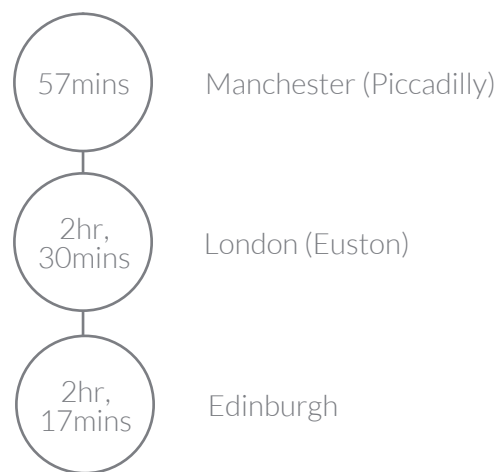 57mins
Manchester (Piccadilly)
2hr,
30mins
London (Euston)
2hr,
17mins
Edinburgh